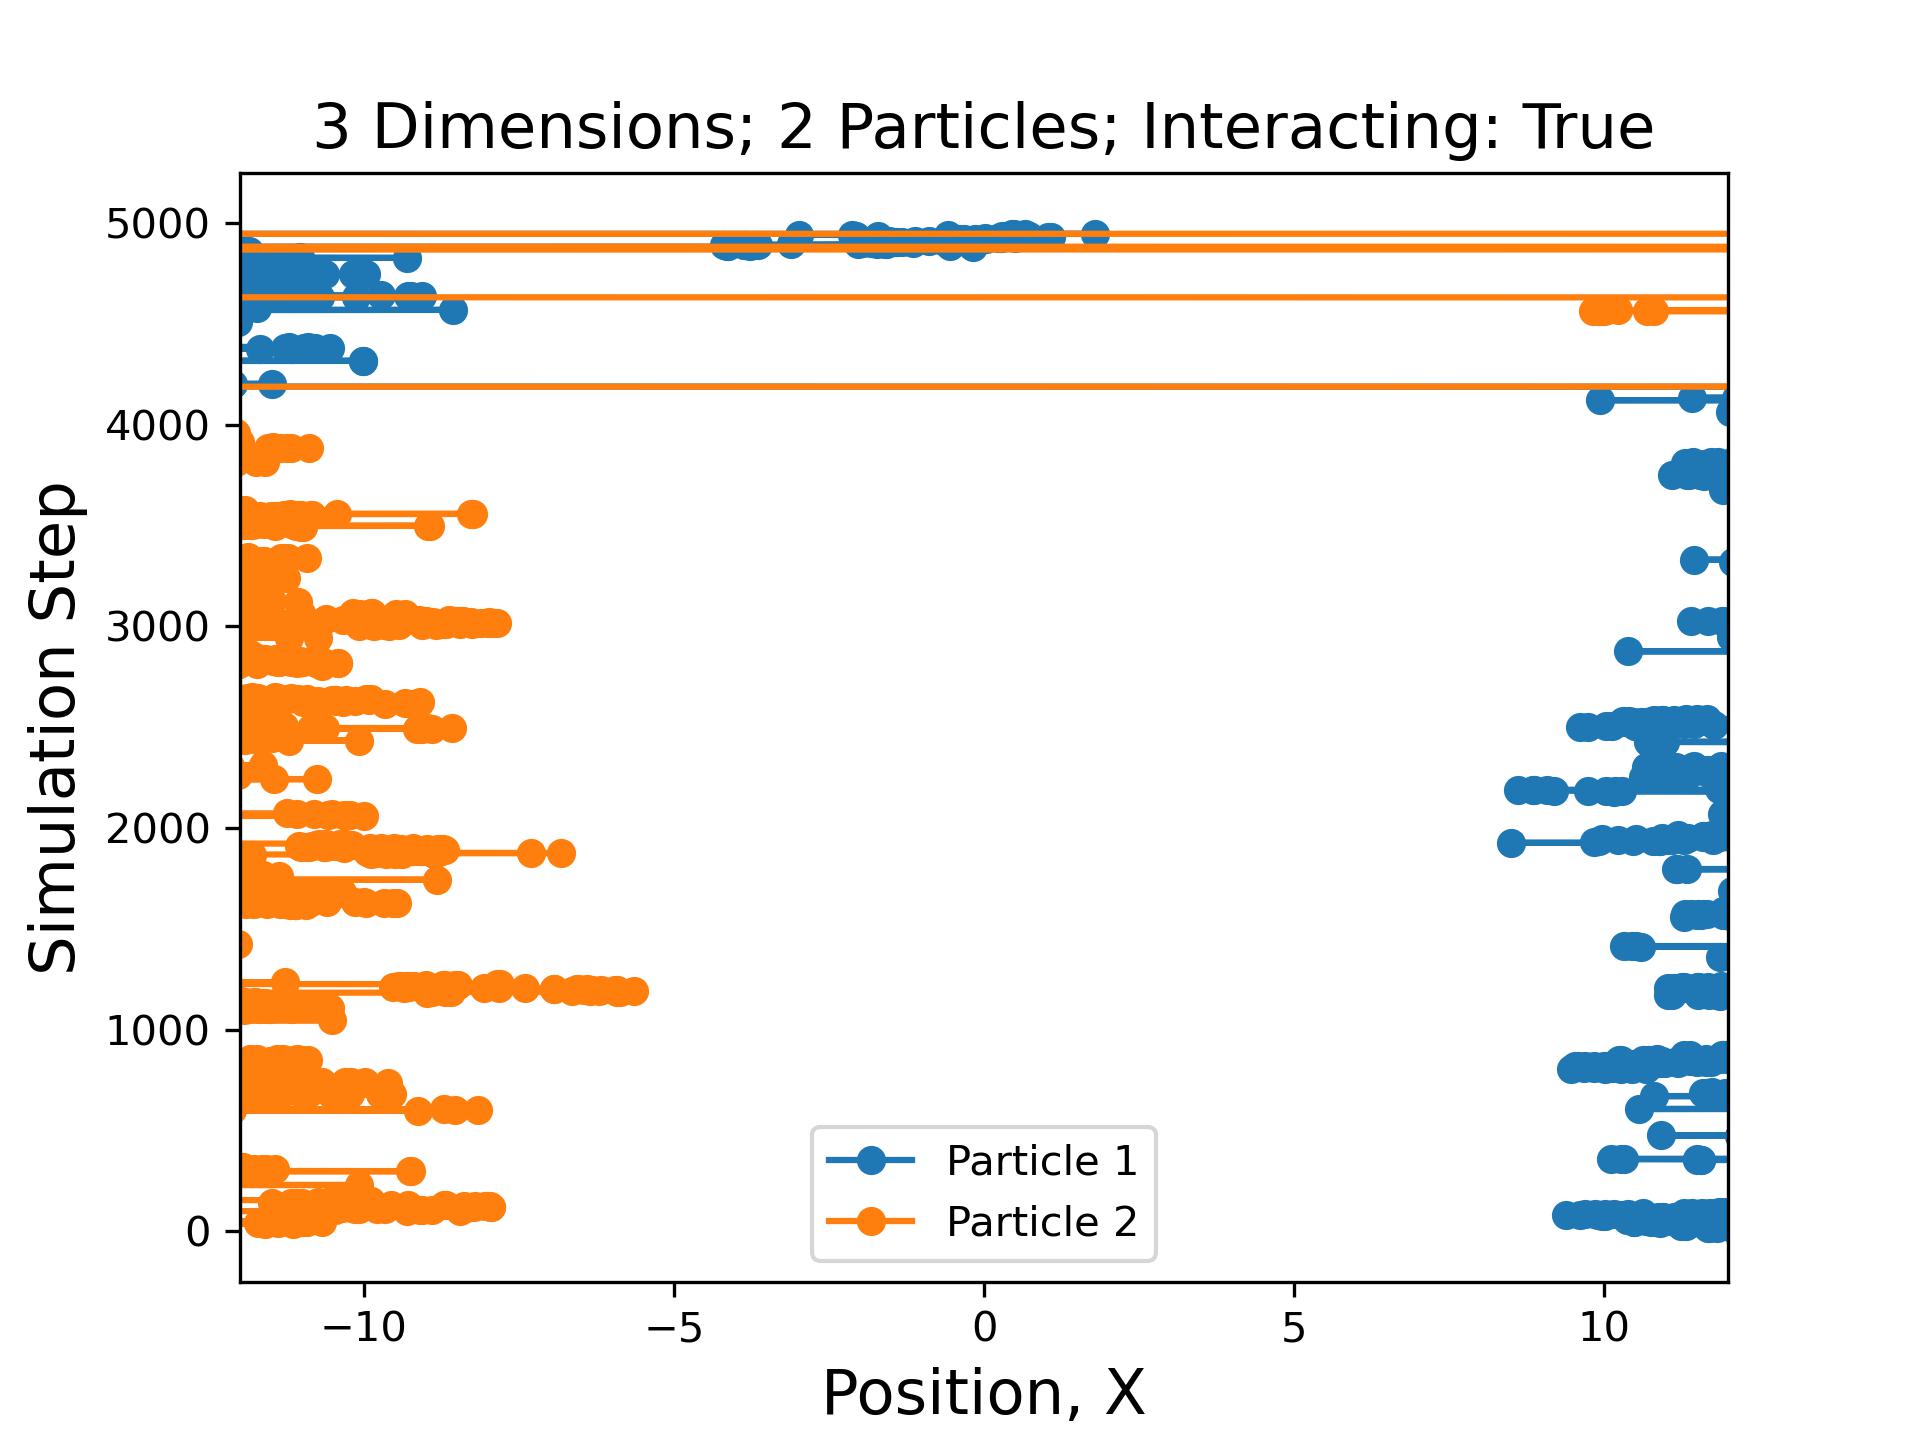 3 Dimensions; 2 Particles; Interacting: True
Simulation Step
5000
4000
3000
2000
1000
0
Particle 1
Particle 2
−10
−5
0
5
10
Position, X